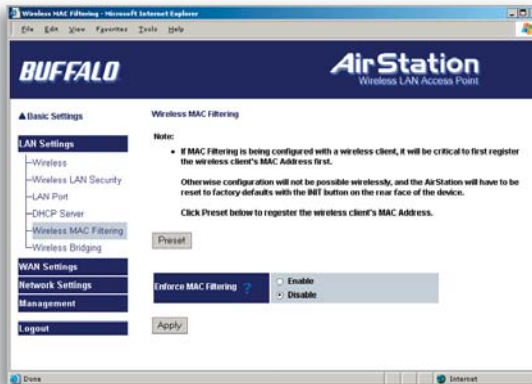 Wireless MAC Filtering - Microsoft Internet Explorer
File Edit View Favorites Tools Help
BUFFALO
AirStation
Wireless LAN Access Point
Basic Settings
LAN Settings
Wireless
Wireless LAN Security
LAN Port
DHCP Server
Wireless MAC Filtering
Wireless Bridging
WAN Settings
Network Settings
Management
Logout
Wireless MAC Filtering
Note:
• If MAC Filtering is being configured with a wireless client, it will be critical to first register
the wireless client's MAC Address first.
Otherwise configuration will not be possible wirelessly, and the AirStation will have to be
reset to factory defaults with the INIT button on the rear face of the device.
Click Preset below to regester the wireless client's MAC Address.
Preset
Enforce MAC Filtering ?
Enable
Disable
Apply
Done
Internet